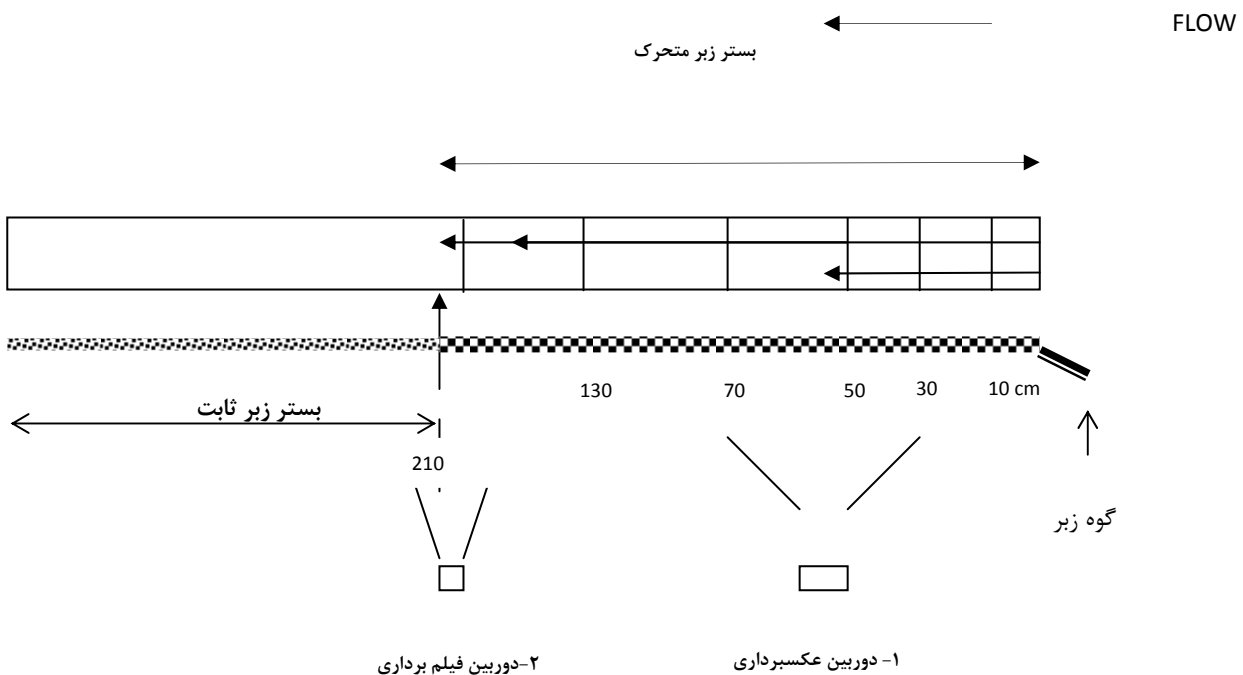 FLOW
بستر زبر متحرک
130
70
50
30
10 cm
بستر زبر ثابت
210
گوه زبر
۱- دوربین عکسبرداری
۲-دوربین فیلم برداری